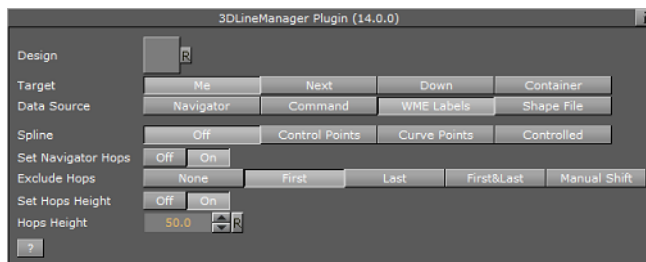 3DLineManager Plugin (14.0.0)
Design R
Target Me Next Down Container
Data Source Navigator Command WME Labels Shape File
Spline Off Control Points Curve Points Controlled
Set Navigator Hops Off On
Exclude Hops None First Last First&Last Manual Shift
Set Hops Height Off On
Hops Height 50.0 R
?